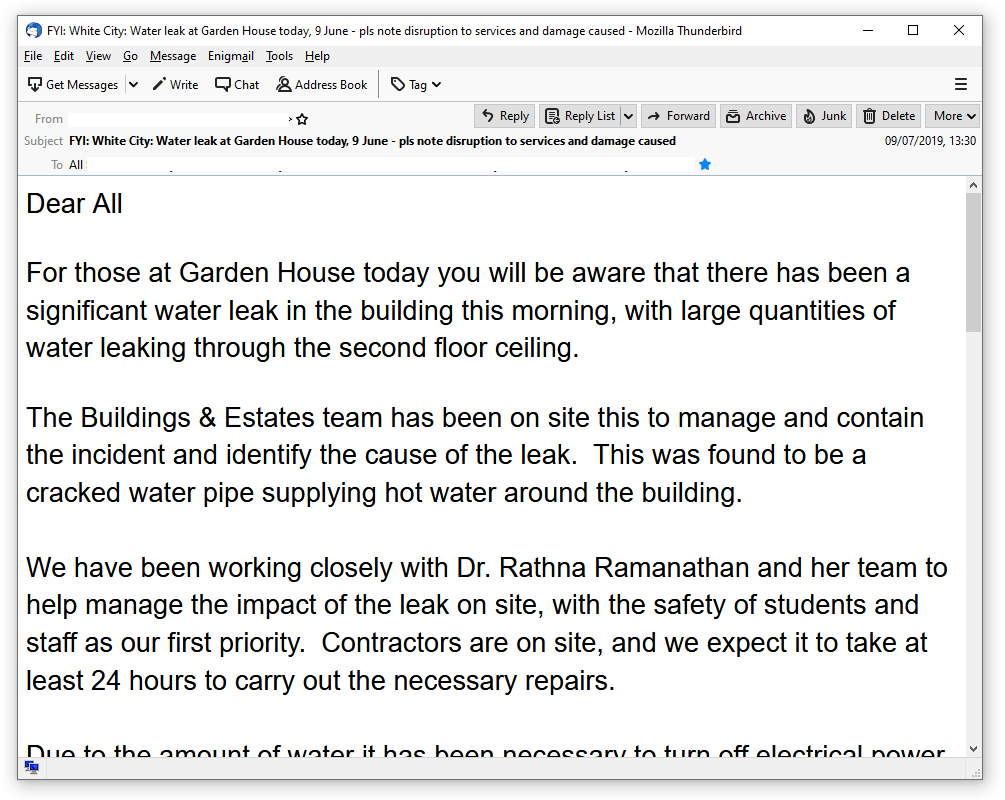 FYI: White City: Water leak at Garden House today, 9 June - pls note disruption to services and damage caused - Mozilla Thunderbird
File Edit View Go Message Enigmail Tools Help
Get Messages Write Chat Address Book Tag
From Reply Reply List Forward Archive Junk Delete More
Subject FYI: White City: Water leak at Garden House today, 9 June - pls note disruption to services and damage caused 09/07/2019, 13:30
To All
Dear All
For those at Garden House today you will be aware that there has been a
significant water leak in the building this morning, with large quantities of
water leaking through the second floor ceiling.
The Buildings & Estates team has been on site this to manage and contain
the incident and identify the cause of the leak.  This was found to be a
cracked water pipe supplying hot water around the building.
We have been working closely with Dr. Rathna Ramanathan and her team to
help manage the impact of the leak on site, with the safety of students and
staff as our first priority.  Contractors are on site, and we expect it to take at
least 24 hours to carry out the necessary repairs.
Due to the amount of water it has been necessary to turn off electrical power